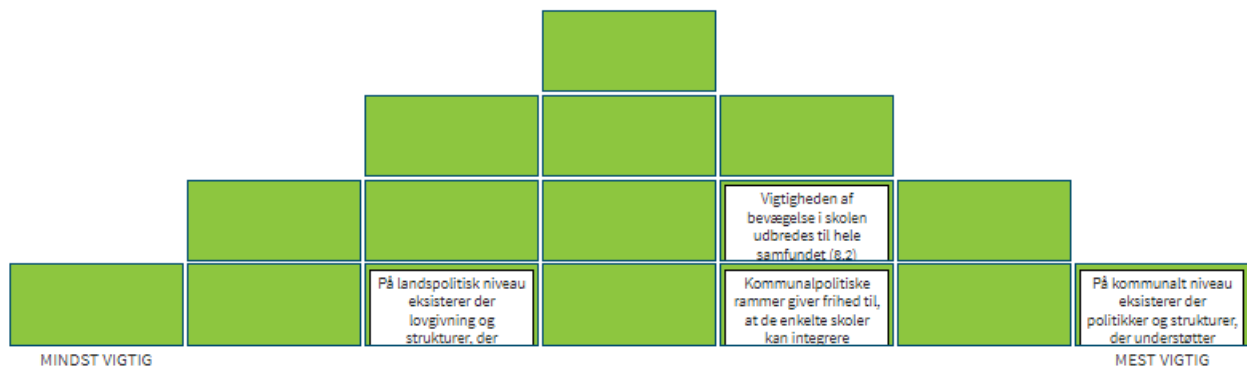 Vigtigheden af
bevægelse i skolen
udbredes til hele
samfundet (8.2)
På landspolitisk niveau
eksisterer der
lovgivning og
strukturer, der
Kommunalpolitiske
rammer giver frihed til,
at de enkelte skoler
kan integrere
På kommunalt niveau
eksisterer der
politikker og strukturer,
der understøtter
MINDST VIGTIG
MEST VIGTIG